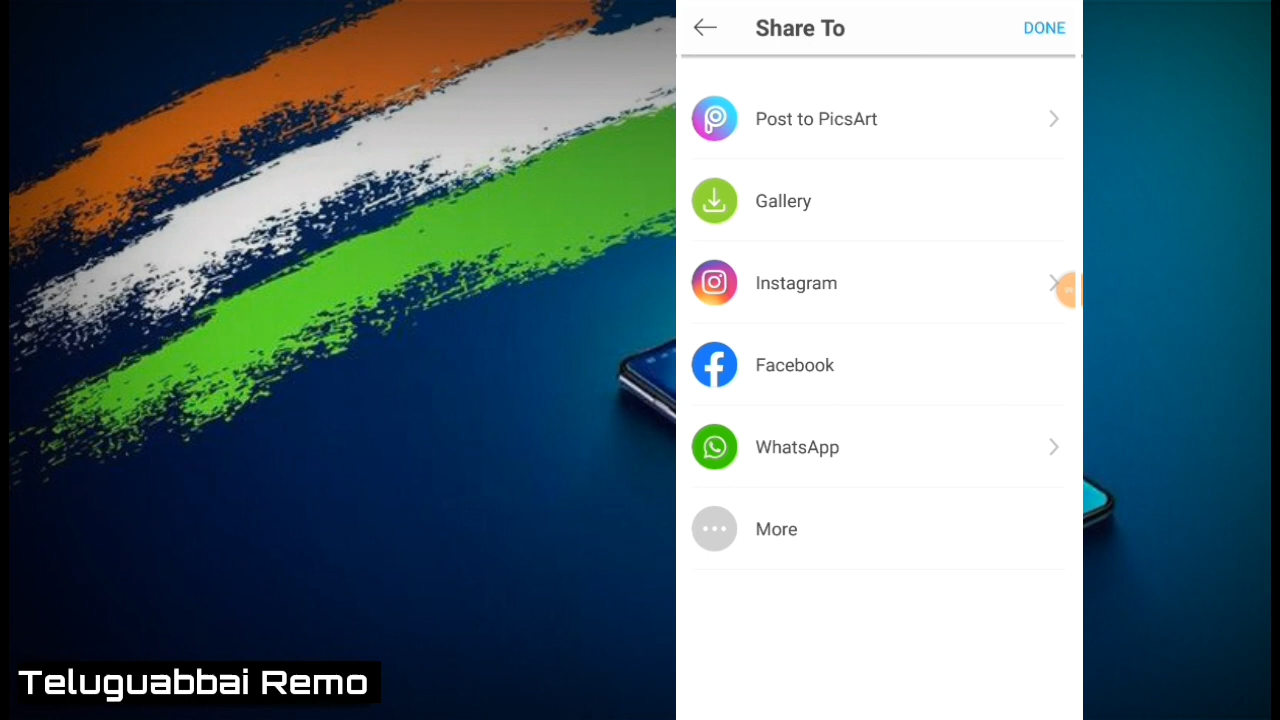 Share To
DONE
Post to PicsArt
Gallery
Instagram
Facebook
WhatsApp
More
Teluguabbai Remo